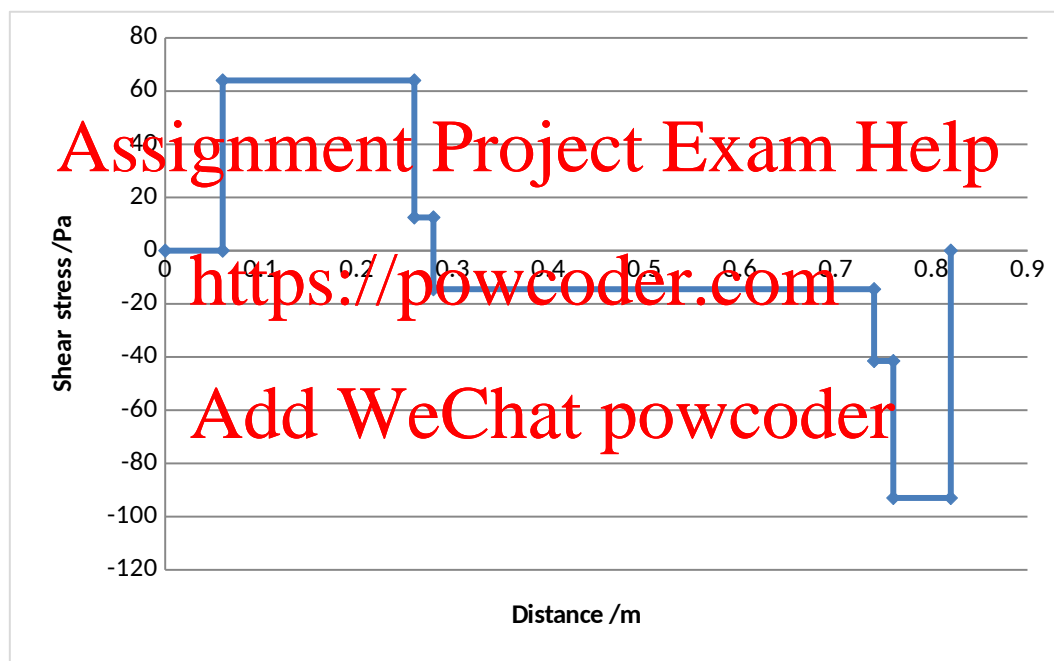 80
60
Assignment Project Exam Help
40
20
0
0 0.1 0.2 0.3 0.4 0.5 0.6 0.7 0.8 0.9
https://powcoder.com
-20
-40
Add WeChat powcoder
-60
-80
-100
-120
Shear stress /Pa
Distance /m